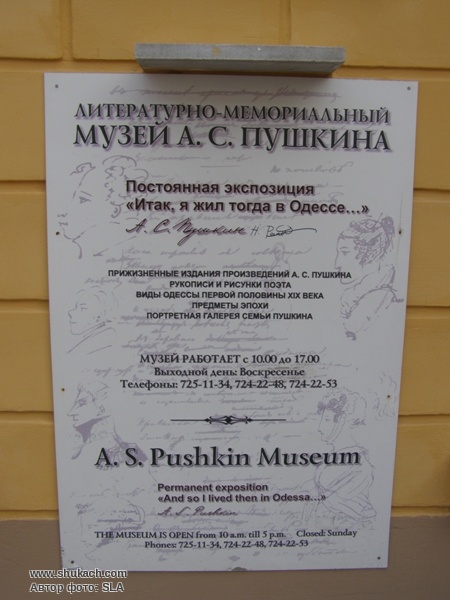 ЛИТЕРАТУРНО-МЕМОРИАЛЬНЫЙ
МУЗЕЙ А. С. ПУШКИНА
Постоянная экспозиция
«Итак, я жил тогда в Одессе...»
А. С. Пушкин
ПРИЖИЗНЕННЫЕ ИЗДАНИЯ ПРОИЗВЕДЕНИЙ А. С. ПУШКИНА
РУКОПИСИ И РИСУНКИ ПОЭТА
ВИДЫ ОДЕССЫ ПЕРВОЙ ПОЛОВИНЫ XIX ВЕКА
ПРЕДМЕТЫ ЭПОХИ
ПОРТРЕТНАЯ ГАЛЕРЕЯ СЕМЬИ ПУШКИНА
МУЗЕЙ РАБОТАЕТ с 10.00 до 17.00
Выходной день: Воскресенье
Телефоны: 725-11-34, 724-22-48, 724-22-53
A. S. Pushkin Museum
Permanent exposition
«And so I lived then in Odessa...»
A. S. Pushkin
THE MUSEUM IS OPEN from 10 a.m. till 5 p.m. Closed: Sunday
Phones: 725-11-34, 724-22-48, 724-22-53
www.shukach.com
Автор фото: SLA